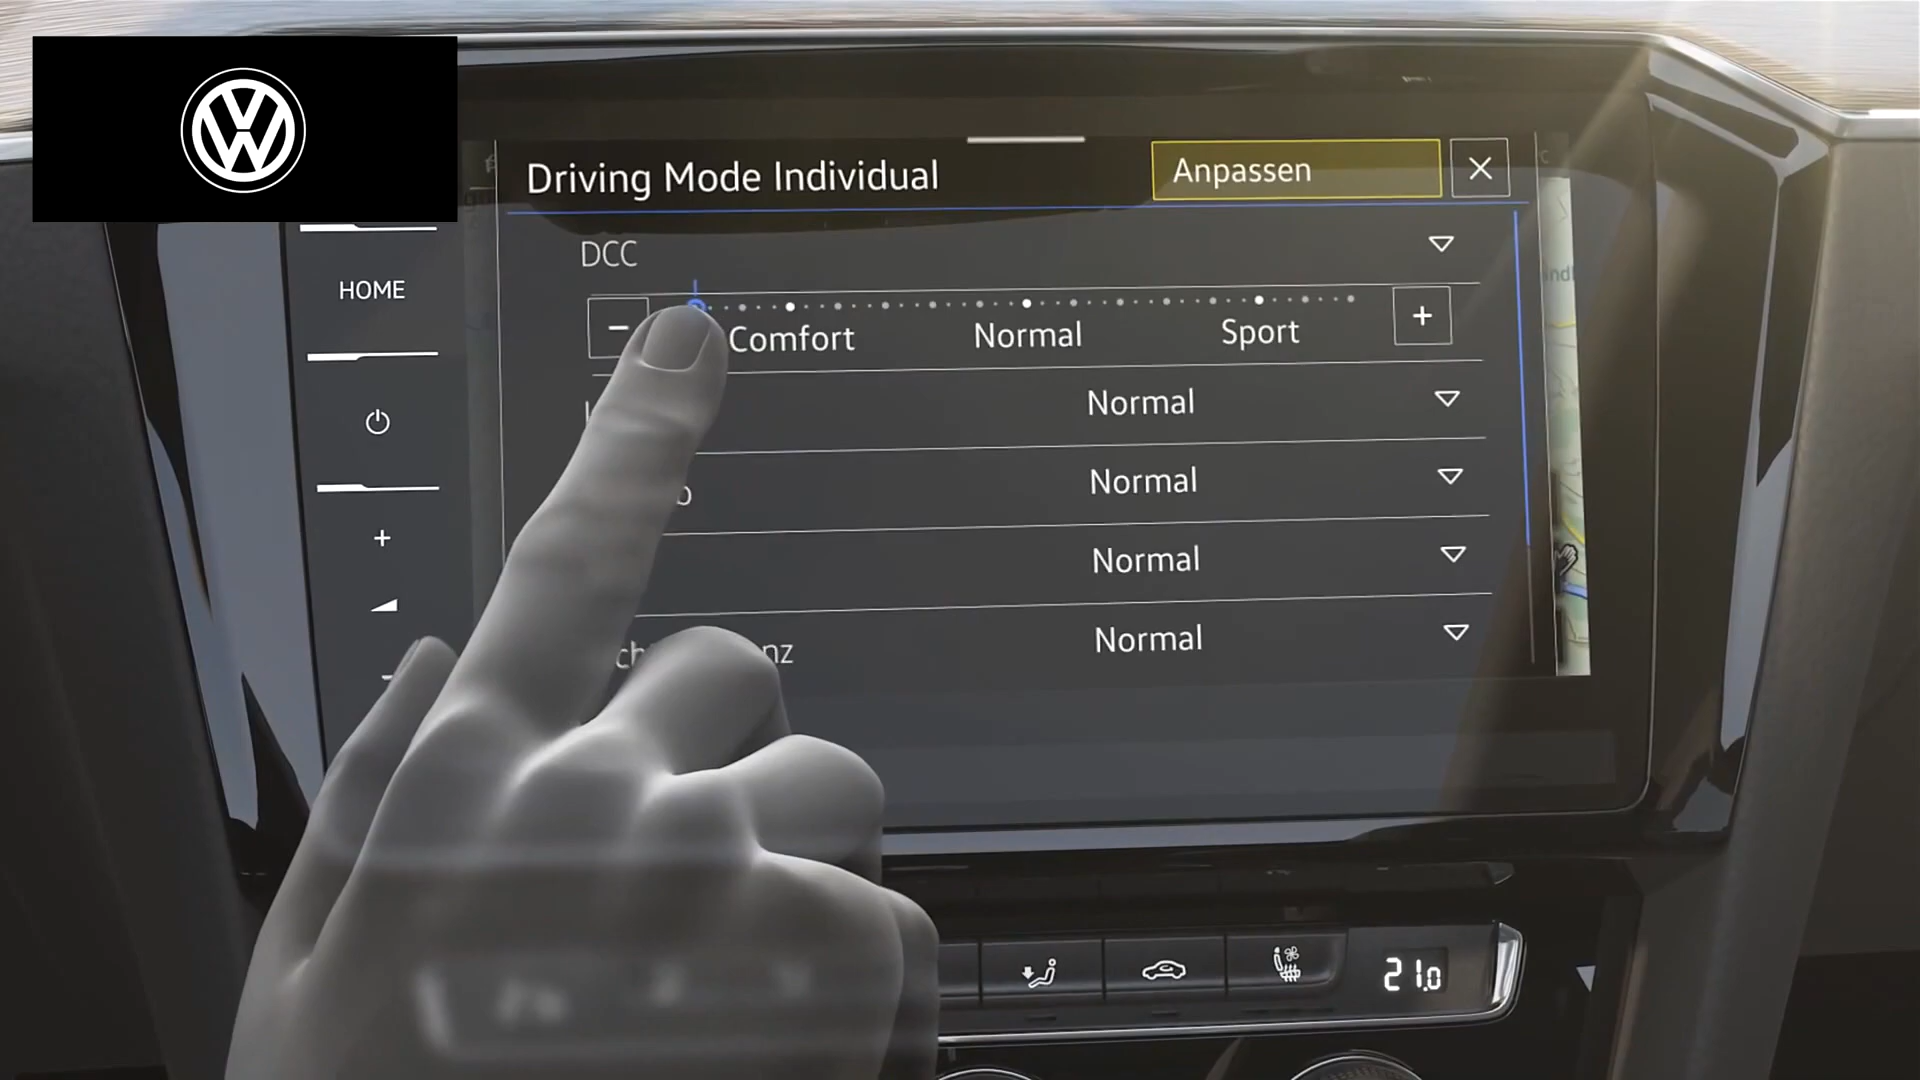 Driving Mode Individual
Anpassen
DCC
HOME
Comfort
Normal
Sport
Normal
Normal
Normal
Normal
21.0